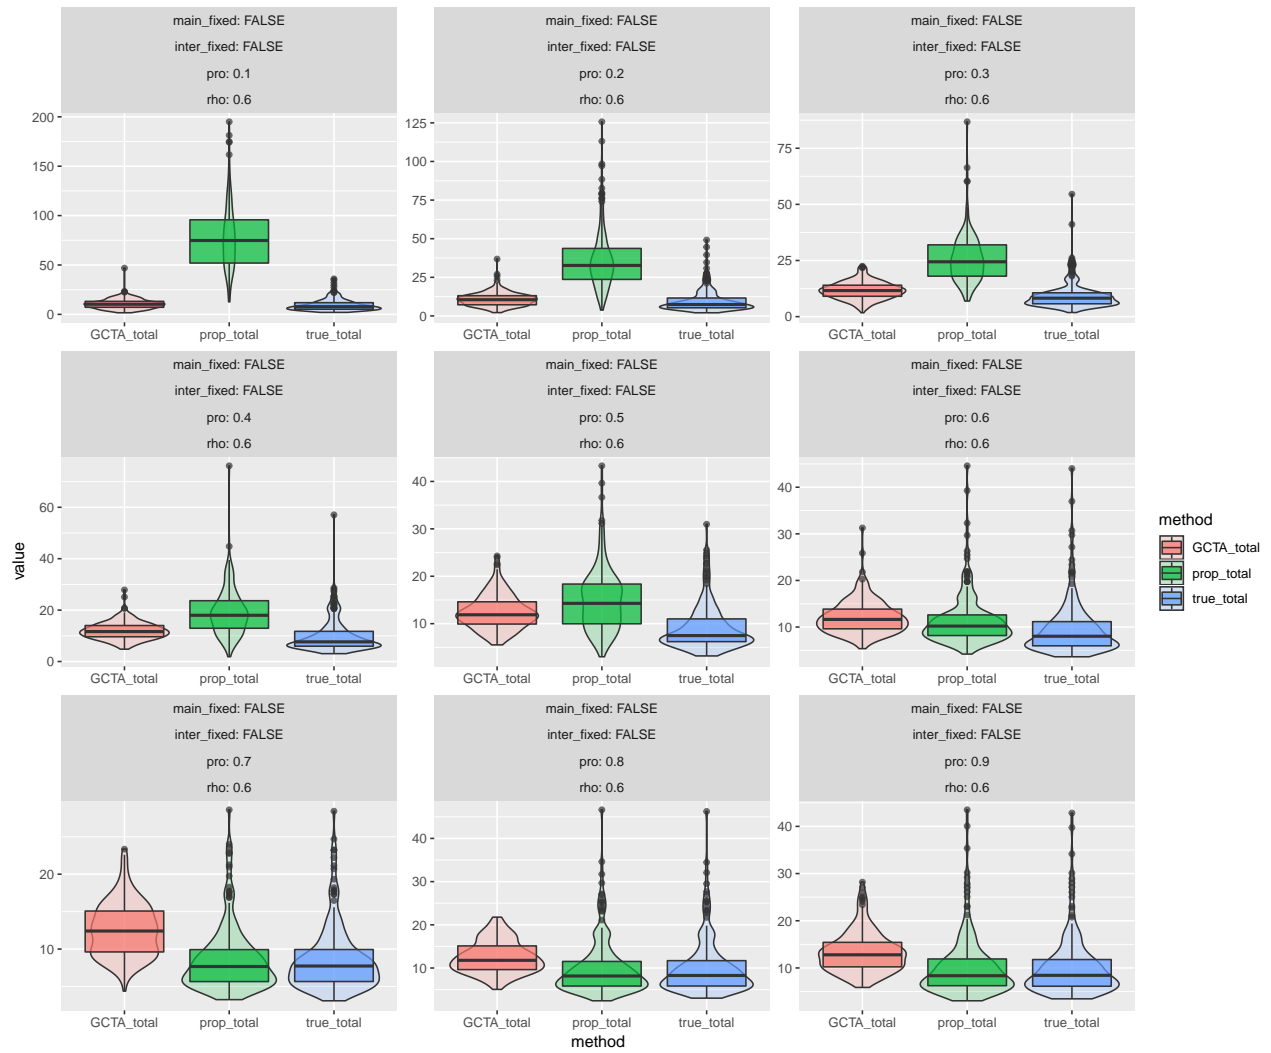 main_fixed: FALSE
inter_fixed: FALSE
pro: 0.1
rho: 0.6
200
150
100
50
0
GCTA_total prop_total true_total
main_fixed: FALSE
inter_fixed: FALSE
pro: 0.2
rho: 0.6
125
100
75
50
25
0
GCTA_total prop_total true_total
main_fixed: FALSE
inter_fixed: FALSE
pro: 0.3
rho: 0.6
75
50
25
0
GCTA_total prop_total true_total
main_fixed: FALSE
inter_fixed: FALSE
pro: 0.4
rho: 0.6
60
40
20
0
GCTA_total prop_total true_total
main_fixed: FALSE
inter_fixed: FALSE
pro: 0.5
rho: 0.6
40
30
20
10
GCTA_total prop_total true_total
main_fixed: FALSE
inter_fixed: FALSE
pro: 0.6
rho: 0.6
40
30
20
10
GCTA_total prop_total true_total
main_fixed: FALSE
inter_fixed: FALSE
pro: 0.7
rho: 0.6
20
10
GCTA_total prop_total true_total
main_fixed: FALSE
inter_fixed: FALSE
pro: 0.8
rho: 0.6
40
30
20
10
GCTA_total prop_total true_total
main_fixed: FALSE
inter_fixed: FALSE
pro: 0.9
rho: 0.6
40
30
20
10
GCTA_total prop_total true_total
value
method
method
GCTA_total
prop_total
true_total